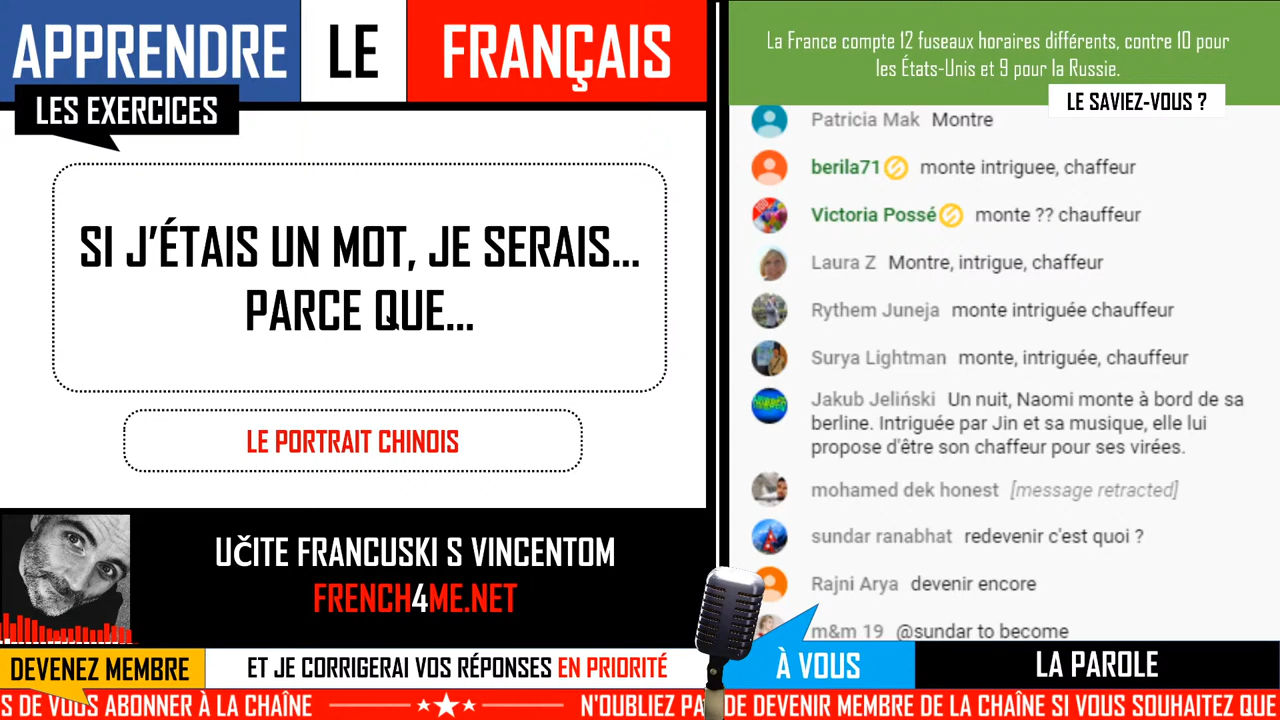 APPRENDRE LE FRANÇAIS
LES EXERCICES
SI J'ÉTAIS UN MOT, JE SERAIS...
PARCE QUE...
LE PORTRAIT CHINOIS
UČITE FRANCUSKI S VINCENTOM
FRENCH4ME.NET
DEVENEZ MEMBRE
ET JE CORRIGERAI VOS RÉPONSES EN PRIORITÉ
La France compte 12 fuseaux horaires différents, contre 10 pour
les États-Unis et 9 pour la Russie.
LE SAVIEZ-VOUS ?
Patricia Mak Montre
berila71 monte intriguee, chaffeur
Victoria Possé monte ?? chauffeur
Laura Z Montre, intrigue, chaffeur
Rythem Juneja monte intriguée chauffeur
Surya Lightman monte, intriguée, chauffeur
Jakub Jeliński Un nuit, Naomi monte à bord de sa
berline. Intriguée par Jin et sa musique, elle lui
propose d'être son chaffeur pour ses virées.
mohamed dek honest [message retracted]
sundar ranabhat redevenir c'est quoi ?
Rajni Arya devenir encore
m&m 19 @sundar to become
À VOUS
LA PAROLE
S DE VOUS ABONNER À LA CHAÎNE
N'OUBLIEZ PA DE DEVENIR MEMBRE DE LA CHAÎNE SI VOUS SOUHAITEZ QUE